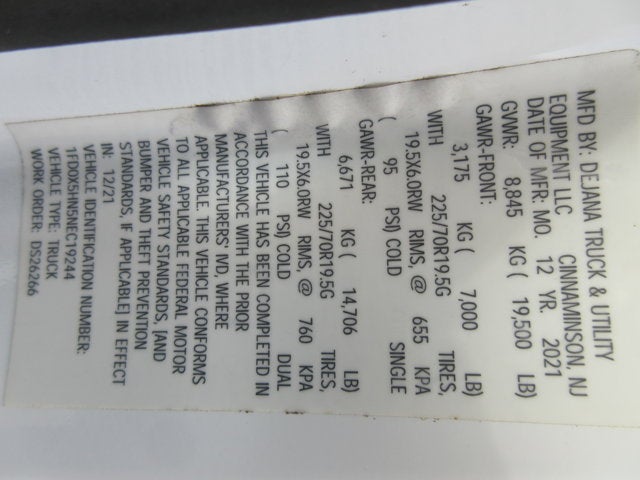 MFD BY: DEJANA TRUCK & UTILITY
EQUIPMENT LLC CINNAMINSON, NJ
DATE OF MFR: MO. 12 YR. 2021
GVWR: 8,845 KG ( 19,500 LB)
GAWR-FRONT:
3,175 KG ( 7,000 LB)
WITH 225/70R19.5G TIRES,
19.5X6.0RW RIMS, @ 655 KPA
( 95 PSI) COLD SINGLE
GAWR-REAR:
6,671 KG ( 14,706 LB)
WITH 225/70R19.5G TIRES,
19.5X6.0RW RIMS, @ 760 KPA
( 110 PSI) COLD DUAL
THIS VEHICLE HAS BEEN COMPLETED IN
ACCORDANCE WITH THE PRIOR
MANUFACTURERS' IVD, WHERE
APPLICABLE. THIS VEHICLE CONFORMS
TO ALL APPLICABLE FEDERAL MOTOR
VEHICLE SAFETY STANDARDS, [AND
BUMPER AND THEFT PREVENTION
STANDARDS, IF APPLICABLE] IN EFFECT
IN: 12/21
VEHICLE IDENTIFICATION NUMBER:
1FD0X5HN5NEC19244
VEHICLE TYPE: TRUCK
WORK ORDER: DS26266